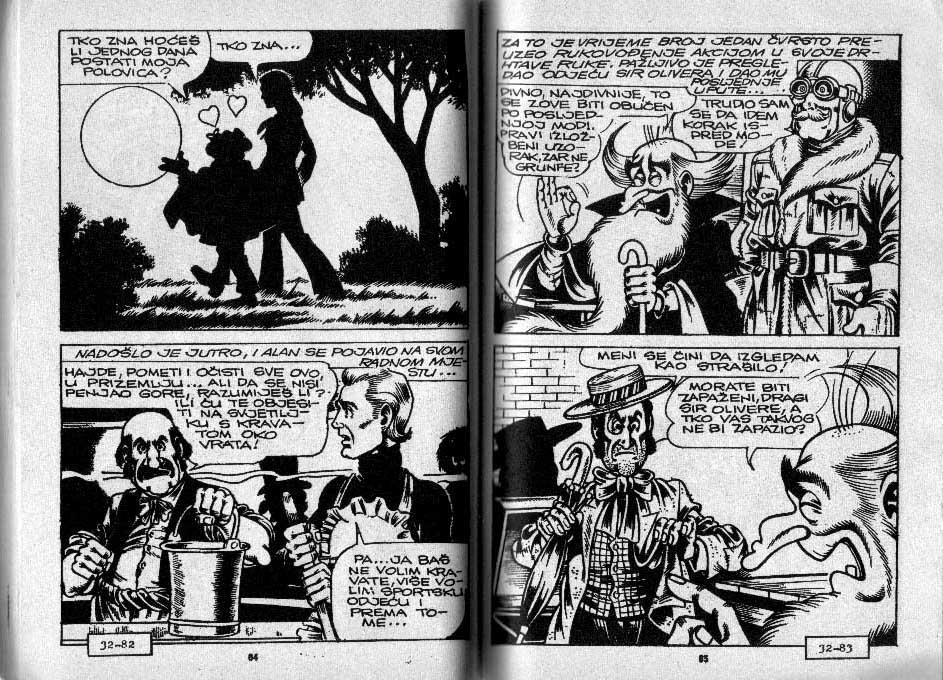 TKO ZNA HOĆEŠ
LI JEDNOG DANA
POSTATI MOJA
POLOVICA?
TKO ZNA...
NADOŠLO JE JUTRO, I ALAN SE POJAVIO NA SVOM
RADNOM MJE-
STU...
HAJDE, POMETI I OČISTI SVE OVO,
U PRIZEMLJU... ALI DA SE NISI
PENJAO GORE, RAZUMIJEŠ LI?
ILI ĆU TE OBJESI-
TI NA SVJETILJ-
KU S KRAVA-
TOM OKO
VRATA!
PA... JA BAŠ
NE VOLIM KRA-
VATE, VIŠE VO-
LIM SPORTSKU
ODJEĆU I
PREMA TO-
ME...
32-82
64
ZA TO JE VRIJEME BROJ JEDAN ČVRSTO PRE-
UZEO RUKOVOĐENJE AKCIJOM U SVOJE DR-
HTAVE RUKE. PAŽLJIVO JE PREGLE-
DAO ODJEĆU SIR OLIVERA I DAO MU
POSLJEDNJE
UPUTE...
DIVNO, NAJDIVNIJE, TO
SE ZOVE BITI OBUČEN
PO POSLJED-
NJOJ MODI.
PRAVI IZLOŽ-
BENI UZO-
RAK, ZAR NE
GRUNFE?
TRUDIO SAM
SE DA IDEM
KORAK IS-
PRED MO-
DE!
MENI SE ČINI DA IZGLEDAM
KAO STRAŠILO!
MORATE BITI
ZAPAŽENI, DRAGI
SIR OLIVERE, A
TKO VAS TAKVOG
NE BI ZAPAZIO?
65
32-83